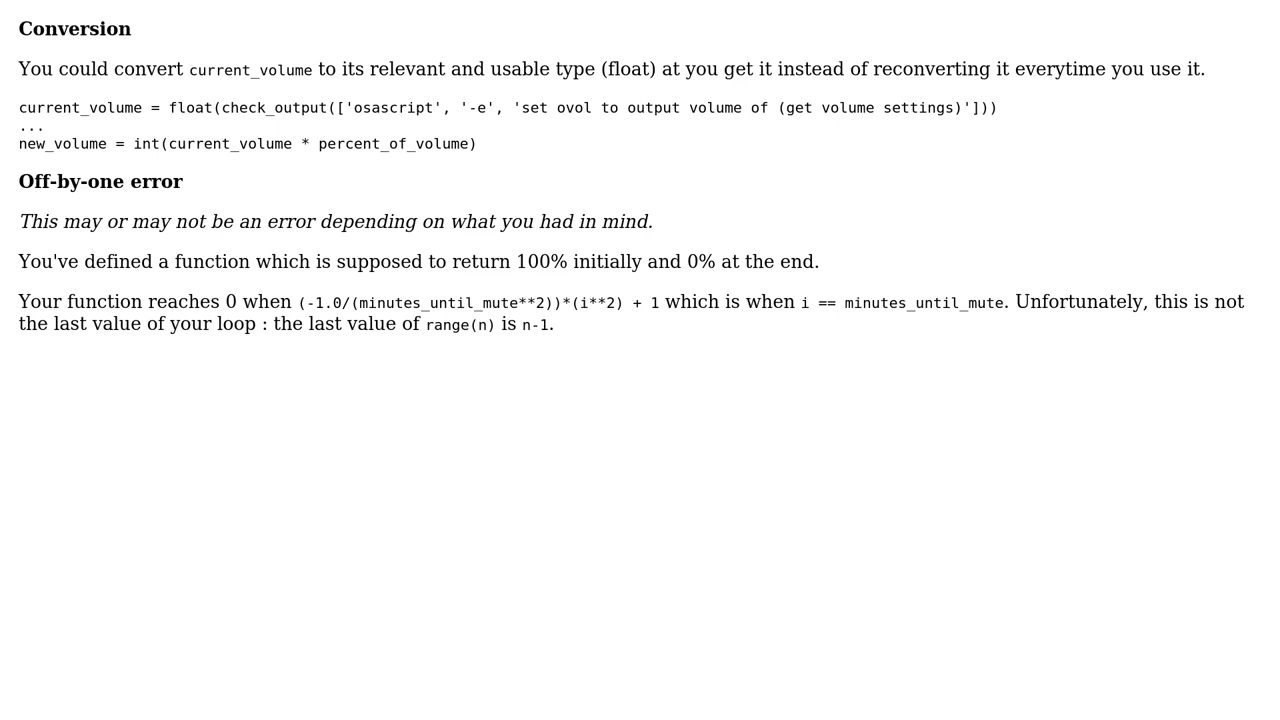 Conversion
You could convert current_volume to its relevant and usable type (float) at you get it instead of reconverting it everytime you use it.
current_volume = float(check_output(['osascript', '-e', 'set ovol to output volume of (get volume settings)']))
...
new_volume = int(current_volume * percent_of_volume)
Off-by-one error
This may or may not be an error depending on what you had in mind.
You've defined a function which is supposed to return 100% initially and 0% at the end.
Your function reaches 0 when (-1.0/(minutes_until_mute**2))*(i**2) + 1 which is when i == minutes_until_mute. Unfortunately, this is not
the last value of your loop : the last value of range(n) is n-1.